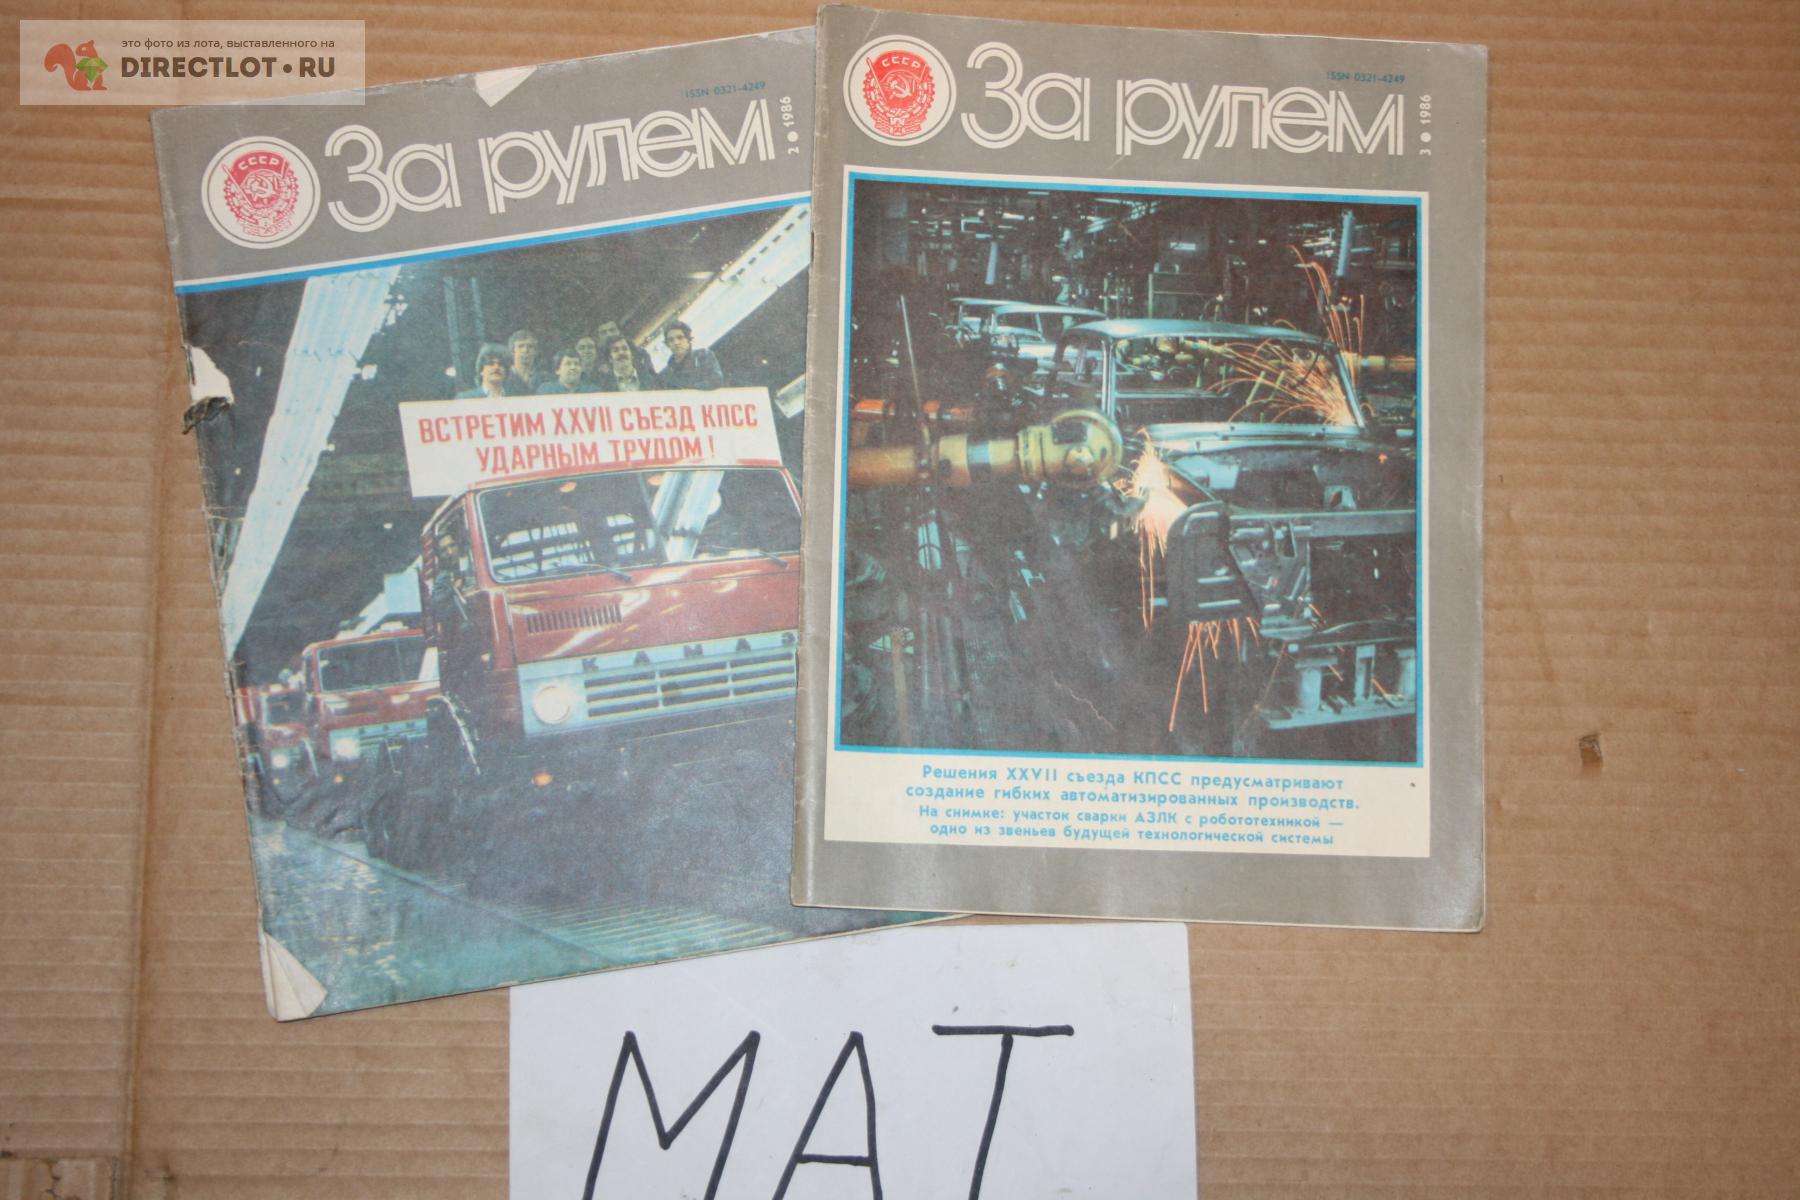 это фото из лота, выставленного на
DIRECTLOT.RU
ISSN 0321-4249
СССР
За рулем
2 ● 1986
ВСТРЕТИМ XXVII СЪЕЗД КПСС
УДАРНЫМ ТРУДОМ!
КАМАЗ
ISSN 0321-4249
СССР
За рулем
3 ● 1986
Решения XXVII съезда КПСС предусматривают
создание гибких автоматизированных производств.
На снимке: участок сварки АЗЛК с робототехникой —
одно из звеньев будущей технологической системы
МАТ